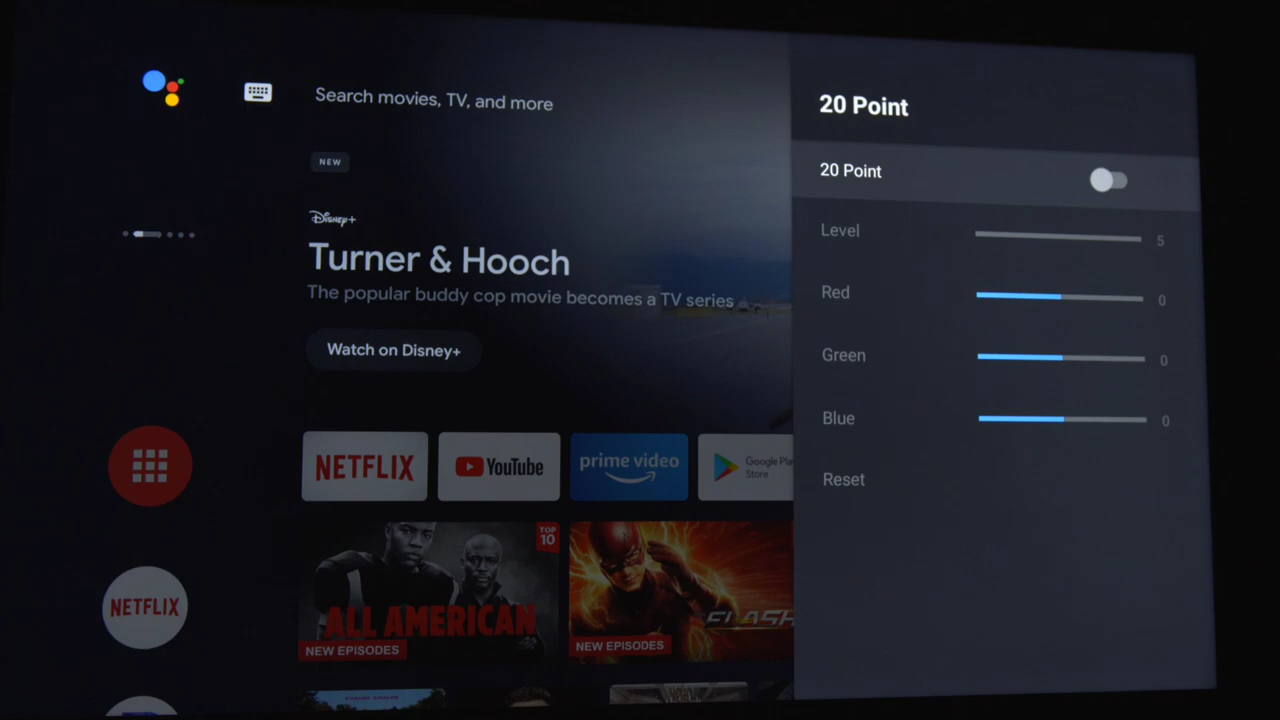 Search movies, TV, and more
NEW
Disney+
Turner & Hooch
The popular buddy cop movie becomes a TV series
Watch on Disney+
NETFLIX
YouTube
prime video
Google Pla
Store
TOP
10
ALL AMERICAN
NEW EPISODES
FLASH
NEW EPISODES
NETFLIX
20 Point
20 Point
Level
5
Red
0
Green
0
Blue
0
Reset